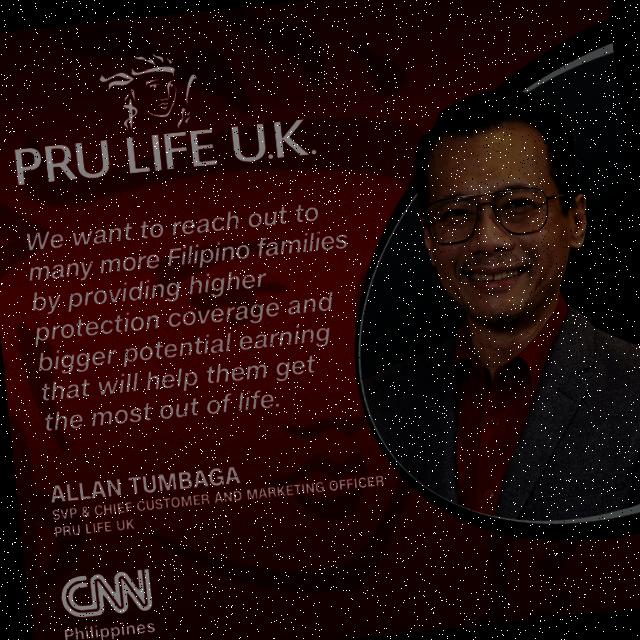 PRU LIFE U.K.
We want to reach out to
many more Filipino families
by providing higher
protection coverage and
bigger potential earning
that will help them get
the most out of life.
ALLAN TUMBAGA
SVP & CHIEF CUSTOMER AND MARKETING OFFICER
PRU LIFE UK
CNN
Philippines